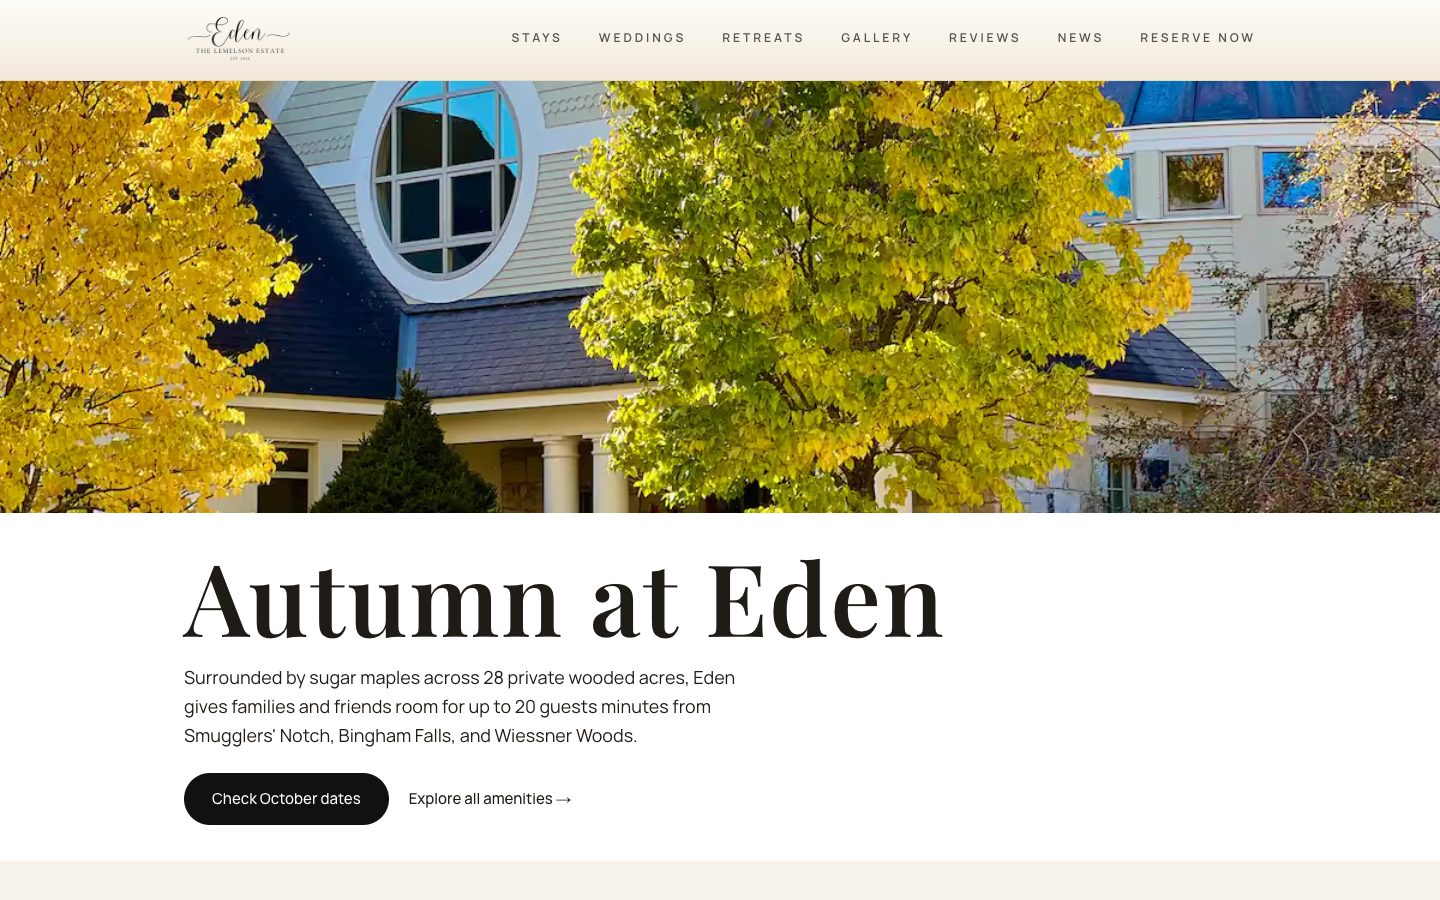 Eden
THE LEMELSON ESTATE
EST. 2016
STAYS
WEDDINGS
RETREATS
GALLERY
REVIEWS
NEWS
RESERVE NOW
Autumn at Eden
Surrounded by sugar maples across 28 private wooded acres, Eden
gives families and friends room for up to 20 guests minutes from
Smugglers' Notch, Bingham Falls, and Wiessner Woods.
Check October dates
Explore all amenities →